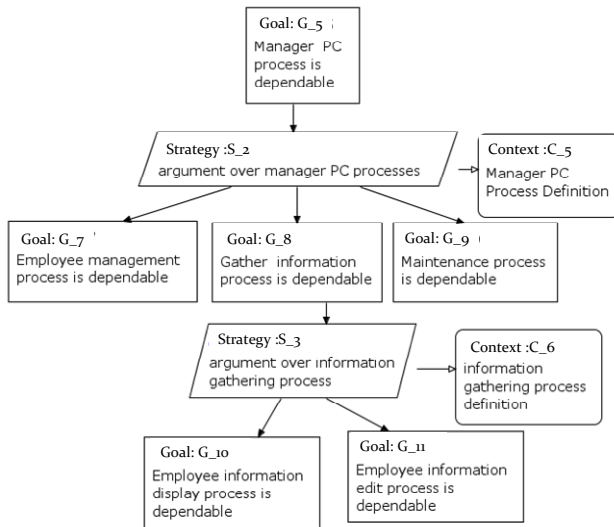 Goal: G_5
Manager PC
process is
dependable
Strategy :S_2
argument over manager PC processes
Context :C_5
Manager PC
Process Definition
Goal: G_7
Employee management
process is dependable
Goal: G_8
Gather information
process is dependable
Goal: G_9
Maintenance process
is dependable
Strategy :S_3
argument over information
gathering process
Context :C_6
information
gathering process
definition
Goal: G_10
Employee information
display process is
dependable
Goal: G_11
Employee information
edit process is
dependable